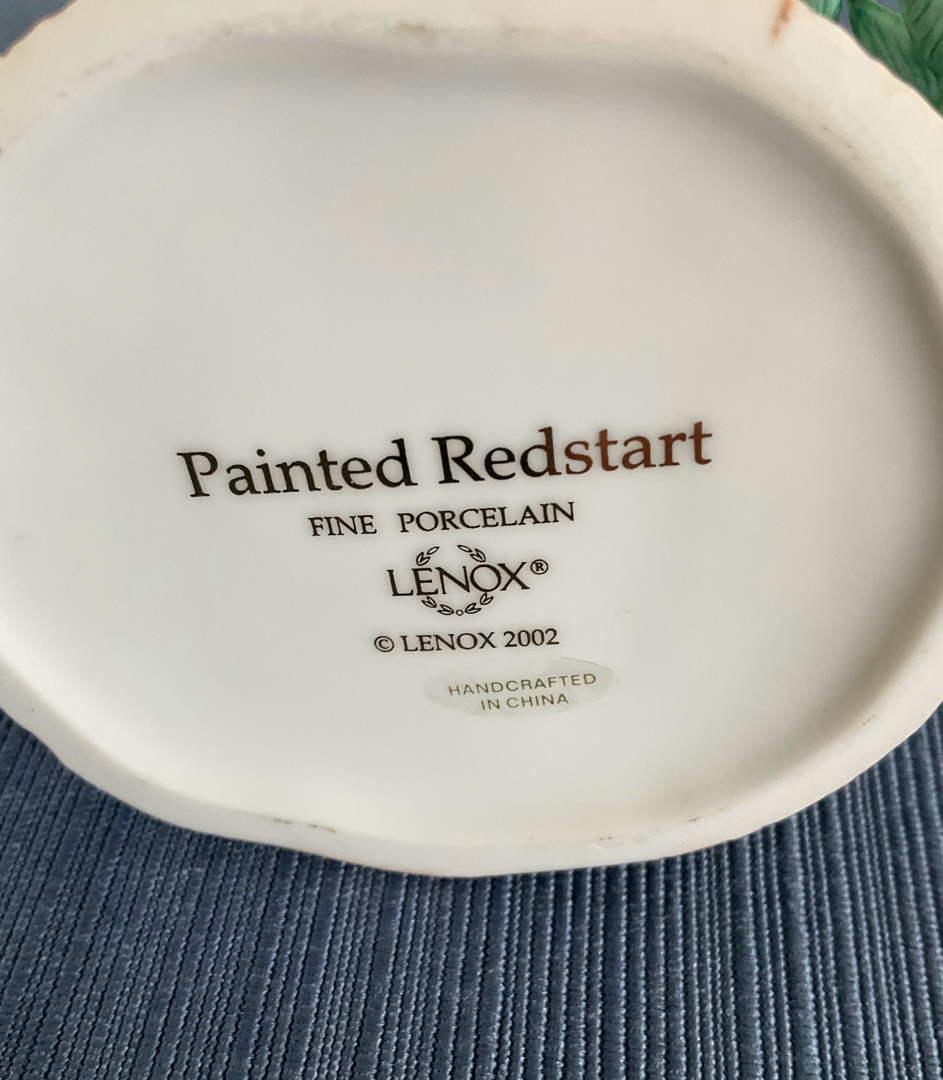 Painted Redstart
FINE PORCELAIN
LENOX®
© LENOX 2002
HANDCRAFTED
IN CHINA